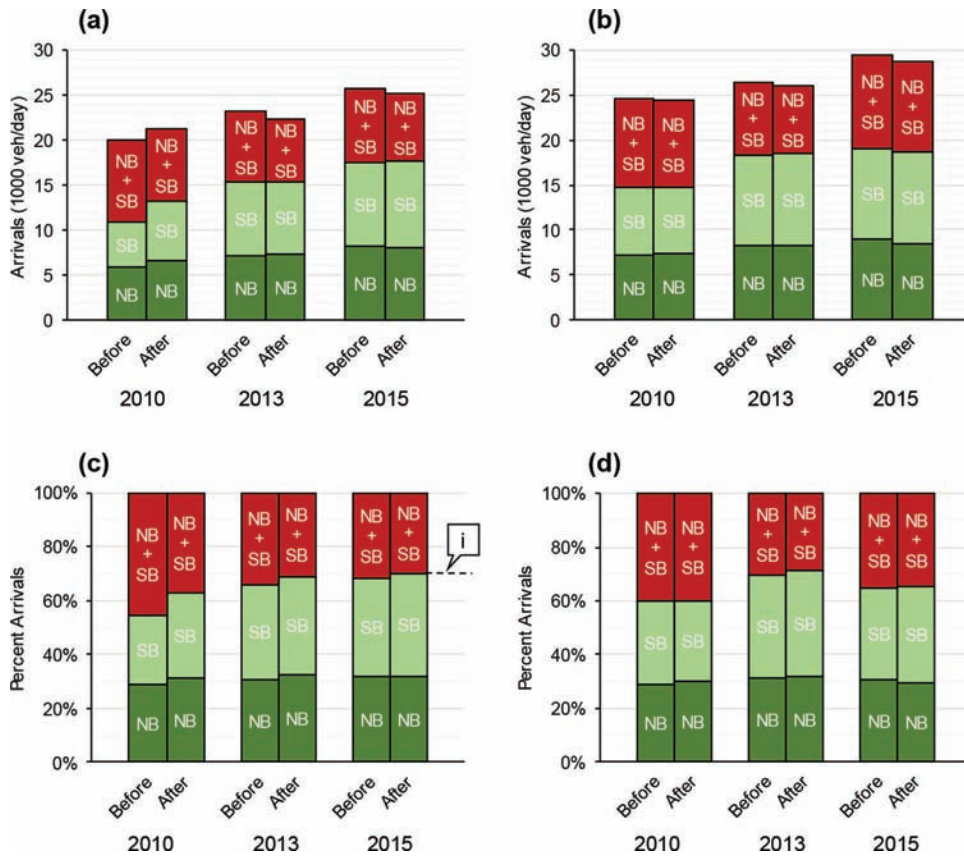 (a)
Arrivals (1000 veh/day)
30
25
20
15
10
5
0
NB
+
SB
SB
NB
NB
+
SB
SB
NB
NB
+
SB
SB
NB
NB
+
SB
SB
NB
NB
+
SB
SB
NB
NB
+
SB
SB
NB
Before After Before After Before After
2010 2013 2015
(b)
Arrivals (1000 veh/day)
30
25
20
15
10
5
0
NB
+
SB
SB
NB
NB
+
SB
SB
NB
NB
+
SB
SB
NB
NB
+
SB
SB
NB
NB
+
SB
SB
NB
NB
+
SB
SB
NB
Before After Before After Before After
2010 2013 2015
(c)
Percent Arrivals
100%
80%
60%
40%
20%
0%
NB
+
SB
SB
NB
NB
+
SB
SB
NB
NB
+
SB
SB
NB
NB
+
SB
SB
NB
NB
+
SB
SB
NB
NB
+
SB
SB
NB
i
Before After Before After Before After
2010 2013 2015
(d)
Percent Arrivals
100%
80%
60%
40%
20%
0%
NB
+
SB
SB
NB
NB
+
SB
SB
NB
NB
+
SB
SB
NB
NB
+
SB
SB
NB
NB
+
SB
SB
NB
NB
+
SB
SB
NB
Before After Before After Before After
2010 2013 2015